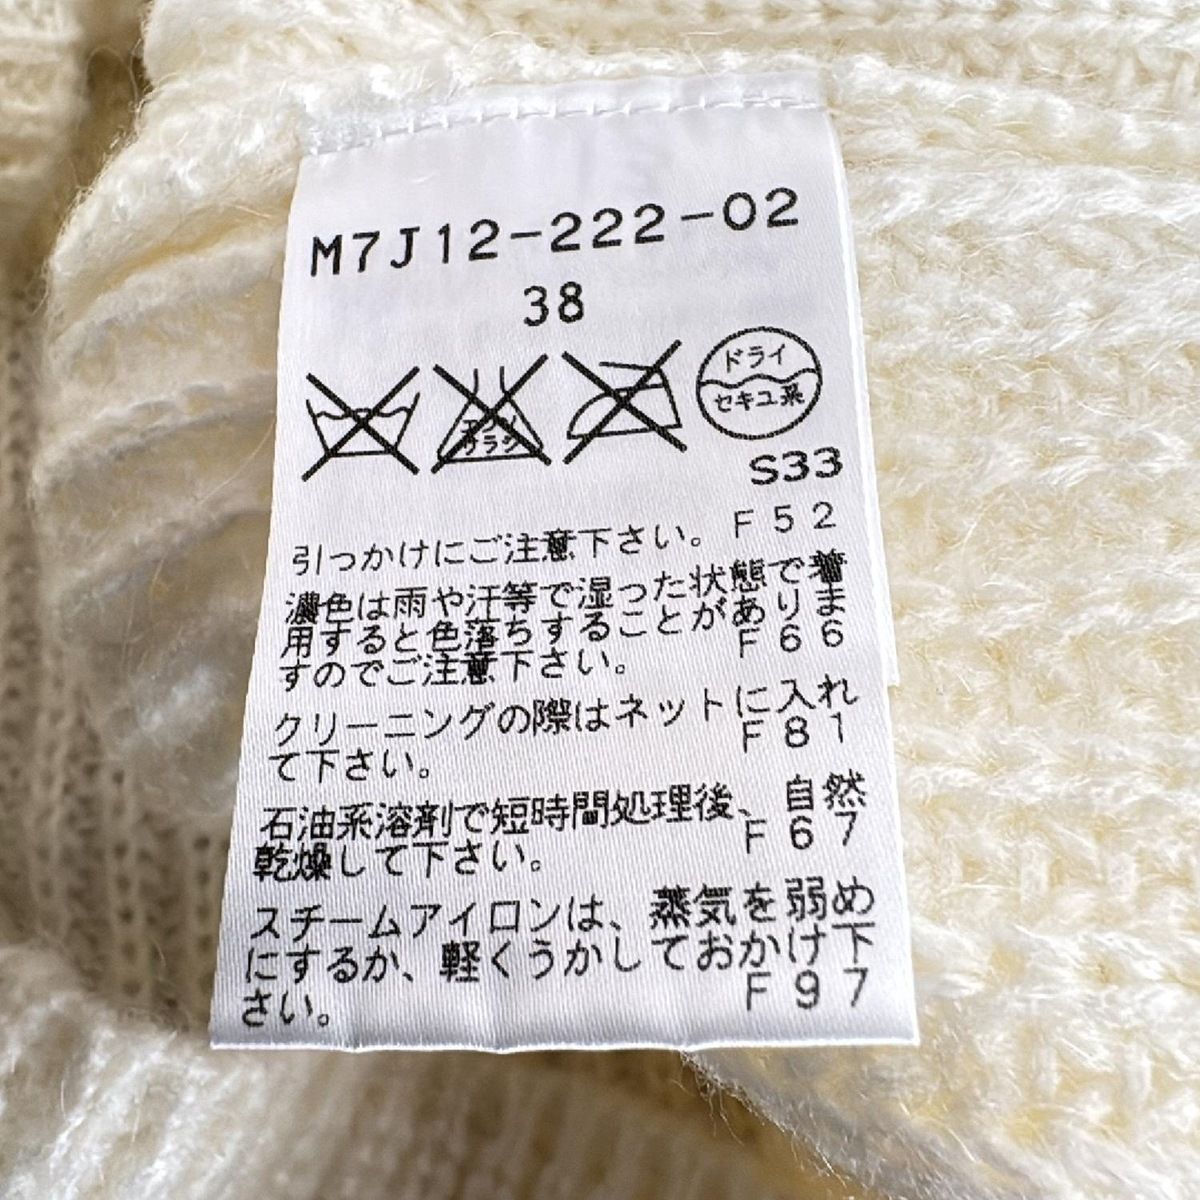 M7J12-222-02
38
エンソ
サラシ
ドライ
セキユ系
S33
引っかけにご注意下さい。 F52
濃色は雨や汗等で湿った状態で着
用すると色落ちすることがありま
すのでご注意下さい。 F66
クリーニングの際はネットに入れ
て下さい。 F81
石油系溶剤で短時間処理後、自然
乾燥して下さい。 F67
スチームアイロンは、蒸気を弱め
にするか、軽くうかしておかけ下
さい。 F97